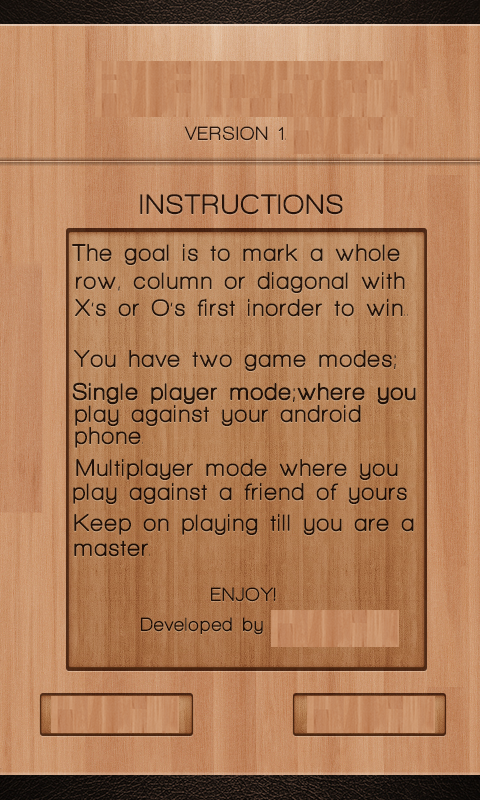 VERSION 1.
INSTRUCTIONS
The goal is to mark a whole
row, column or diagonal with
X's or O's first inorder to win.
You have two game modes;
Single player mode;where you
play against your android
phone
Multiplayer mode where you
play against a friend of yours
Keep on playing till you are a
master
ENJOY!
Developed by